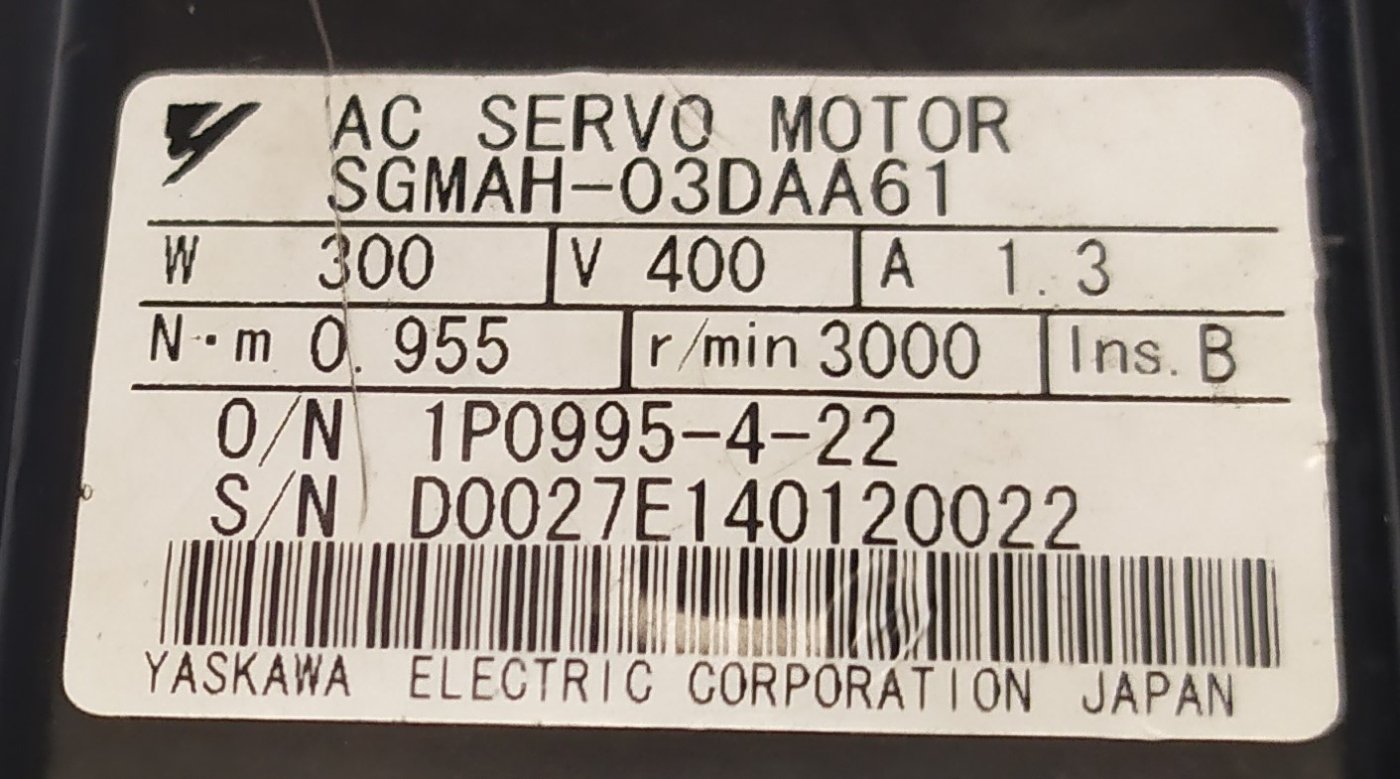 AC SERVO MOTOR
SGMAH-03DAA61
W 300 V 400 A 1.3
N·m 0.955 r/min 3000 Ins. B
O/N 1P0995-4-22
S/N D0027E140120022
YASKAWA ELECTRIC CORPORATION JAPAN